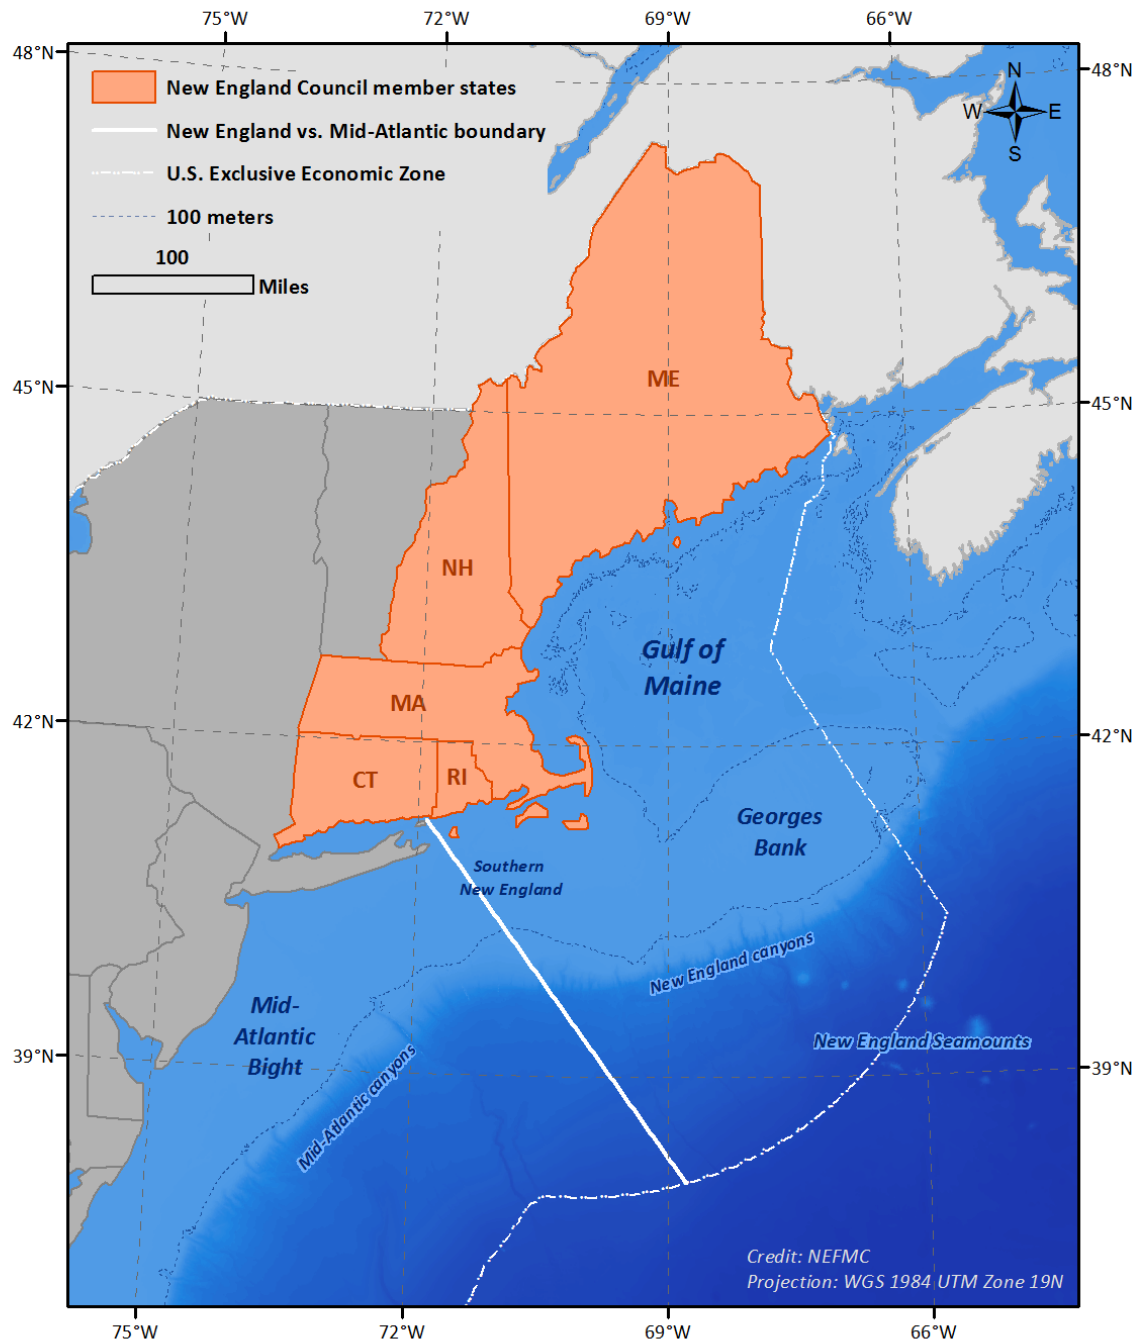 75°W 72°W 69°W 66°W
48°N
48°N
New England Council member states
New England vs. Mid-Atlantic boundary
U.S. Exclusive Economic Zone
100 meters
100
Miles
N
W E
S
ME
45°N
45°N
NH
Gulf of
Maine
MA
42°N
42°N
CT
RI
Georges
Bank
Southern
New England
New England canyons
Mid-
Atlantic
Bight
New England Seamounts
39°N
39°N
Mid-Atlantic canyons
Credit: NEFMC
Projection: WGS 1984 UTM Zone 19N
75°W 72°W 69°W 66°W